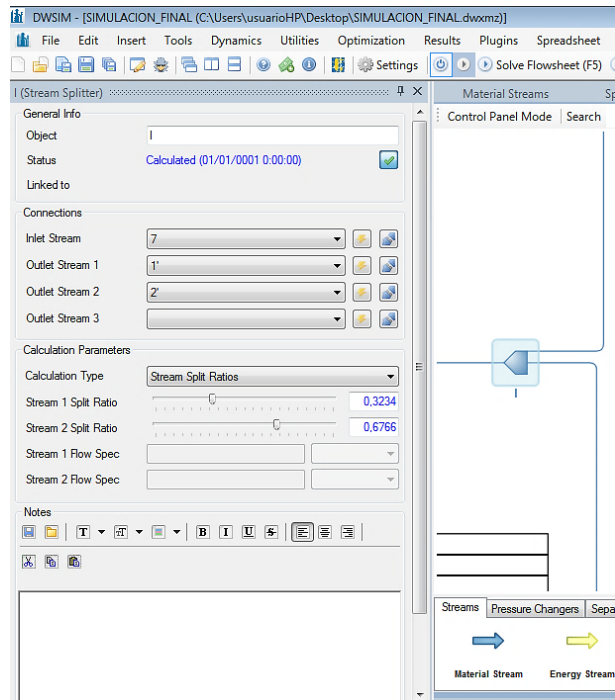 DWSIM - [SIMULACION_FINAL (C:\Users\usuarioHP\Desktop\SIMULACION_FINAL.dwxmz)]
File Edit Insert Tools Dynamics Utilities Optimization Results Plugins Spreadsheet
Settings Solve Flowsheet (F5)
I (Stream Splitter)
General Info
Object I
Status Calculated (01/01/0001 0:00:00)
Linked to
Connections
Inlet Stream 7
Outlet Stream 1 1'
Outlet Stream 2 2'
Outlet Stream 3
Calculation Parameters
Calculation Type Stream Split Ratios
Stream 1 Split Ratio 0,3234
Stream 2 Split Ratio 0,6766
Stream 1 Flow Spec
Stream 2 Flow Spec
Notes
T T B I U S
Material Streams Sp
Control Panel Mode Search
I
Streams Pressure Changers Sepa
Material Stream Energy Stream